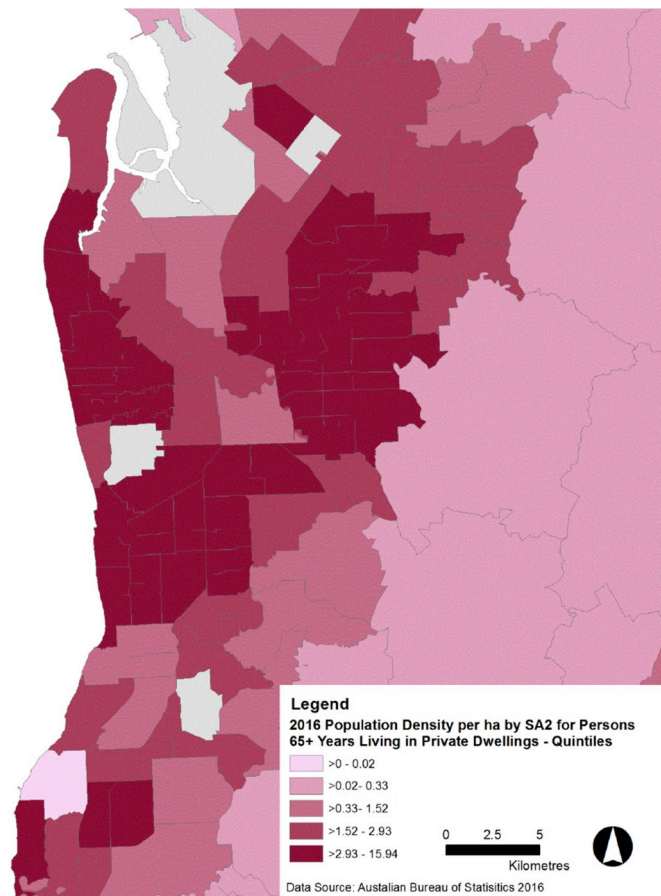 Legend
2016 Population Density per ha by SA2 for Persons
65+ Years Living in Private Dwellings - Quintiles
>0 - 0.02
>0.02- 0.33
>0.33- 1.52
>1.52 - 2.93
>2.93 - 15.94
0 2.5 5
Kilometres
Data Source: Austalian Bureau of Statisitics 2016